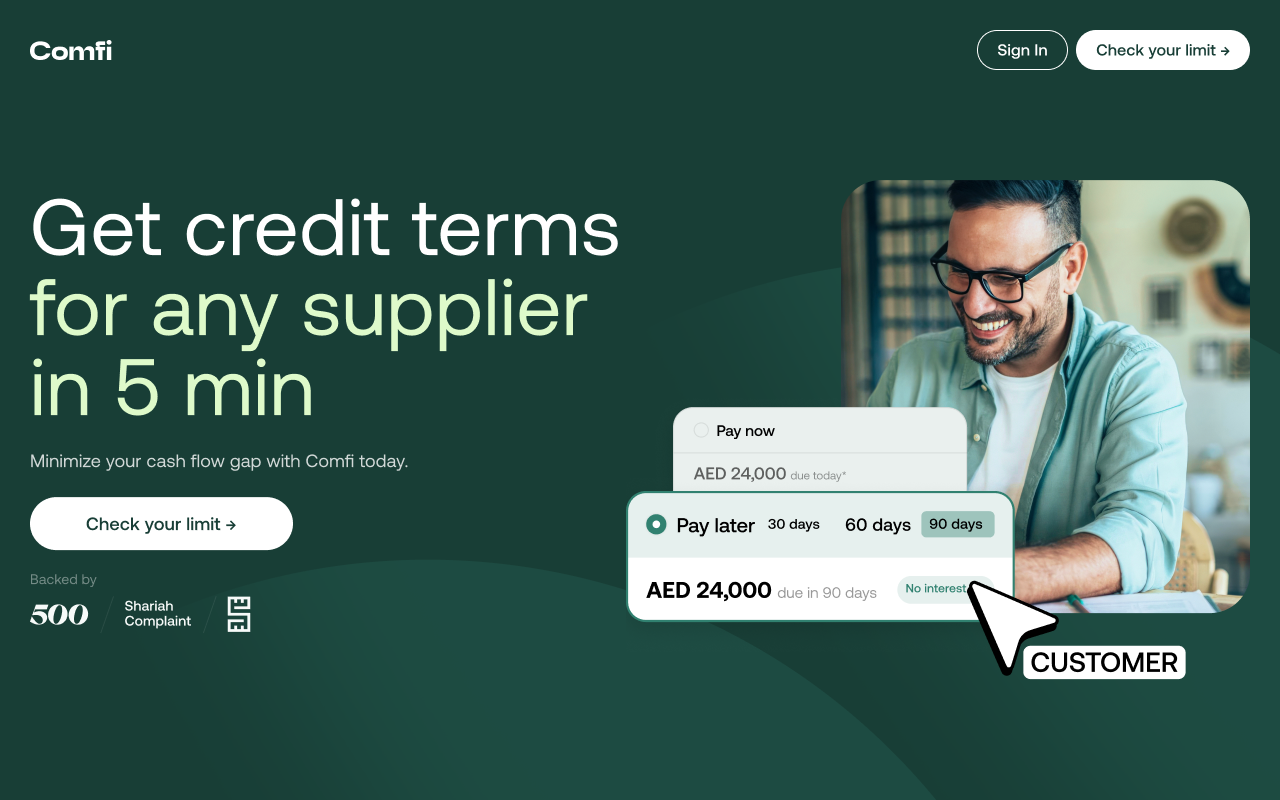 Comfi
Sign In
Check your limit →
Get credit terms
for any supplier
in 5 min
Minimize your cash flow gap with Comfi today.
Check your limit →
Backed by
500
Shariah
Complaint
Pay now
AED 24,000 due today*
Pay later 30 days 60 days 90 days
AED 24,000 due in 90 days No interest
CUSTOMER